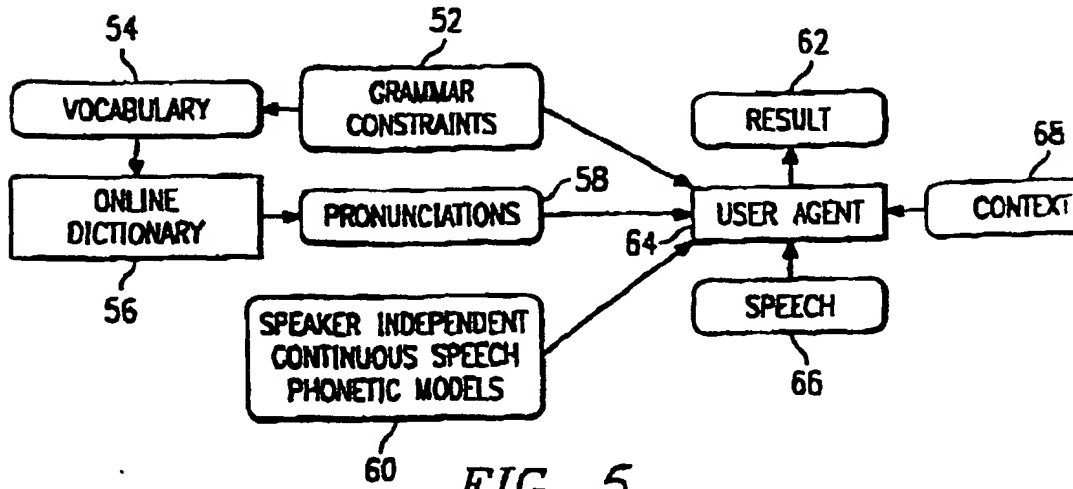 54
VOCABULARY
52
GRAMMAR
CONSTRAINTS
62
RESULT
68
CONTEXT
ONLINE
DICTIONARY
56
58
PRONUNCIATIONS
64
USER AGENT
SPEECH
66
SPEAKER INDEPENDENT
CONTINUOUS SPEECH
PHONETIC MODELS
60
FIG. 5